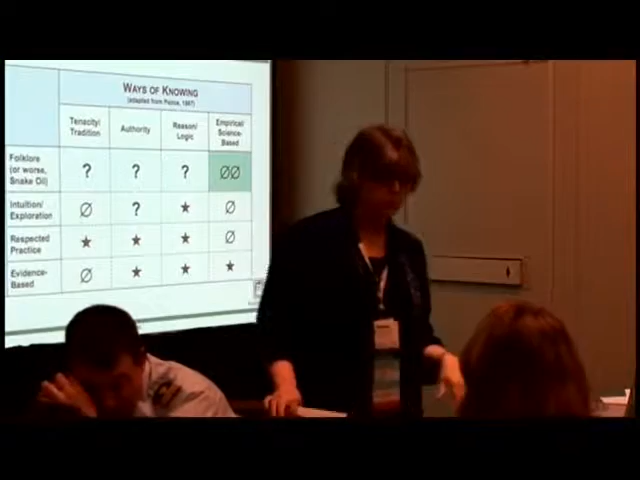 WAYS OF KNOWING
(adapted from Peirce, 1887)
Tenacity/
Tradition
Authority
Reason/
Logic
Empirical
Science-
Based
Folklore
(or worse,
Snake Oil)
? ? ? ∅∅
Intuition/
Exploration
∅ ? ★ ∅
Respected
Practice
★ ★ ★ ∅
Evidence-
Based
∅ ★ ★ ★